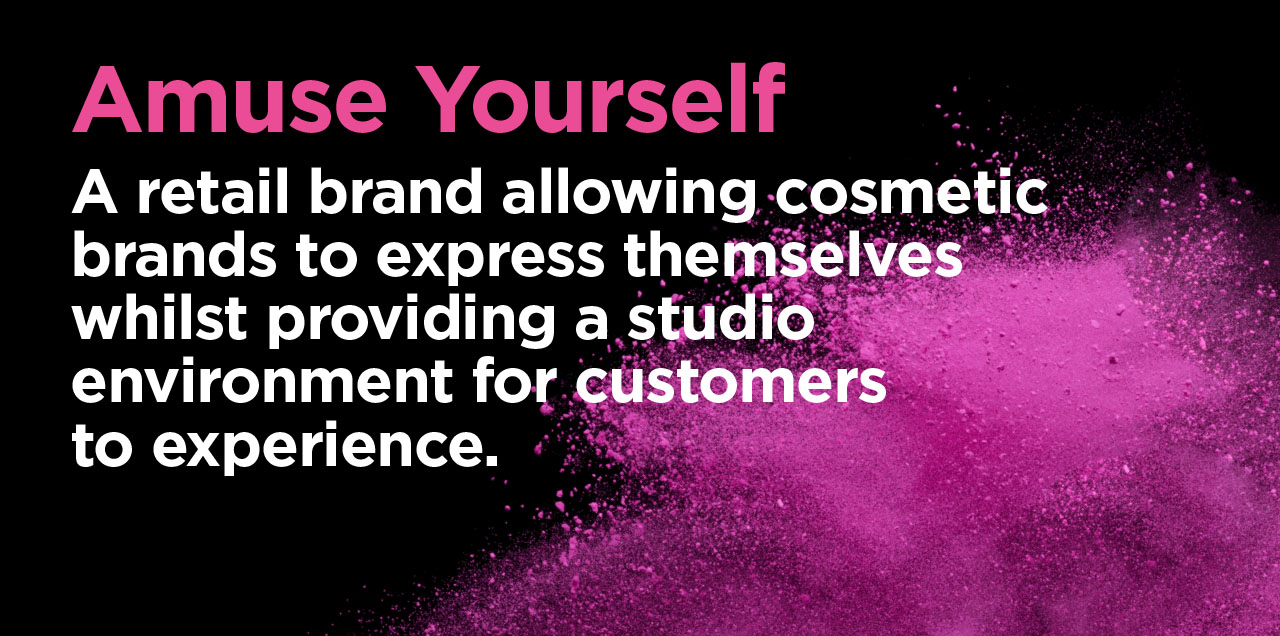 Amuse Yourself
A retail brand allowing cosmetic
brands to express themselves
whilst providing a studio
environment for customers
to experience.